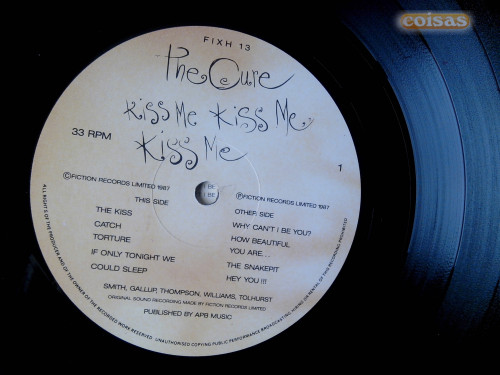 coisas
FIXH 13
The Cure
Kiss Me Kiss Me
Kiss Me
33 RPM
1
©FICTION RECORDS LIMITED 1987
THIS SIDE
THE KISS
CATCH
TORTURE
IF ONLY TONIGHT WE
COULD SLEEP
I BE
I BE
℗FICTION RECORDS LIMITED 1987
OTHER SIDE
WHY CAN'T I BE YOU?
HOW BEAUTIFUL
YOU ARE...
THE SNAKEPIT
HEY YOU!!!
SMITH, GALLUP, THOMPSON, WILLIAMS, TOLHURST
ORIGINAL SOUND RECORDING MADE BY FICTION RECORDS LIMITED
PUBLISHED BY APB MUSIC
ALL RIGHTS OF THE PRODUCER AND OF THE OWNER OF THE RECORDED WORK RESERVED UNAUTHORISED COPYING PUBLIC PERFORMANCE BROADCASTING, HIRING OR RENTAL OF THIS RECORD PROHIBITED